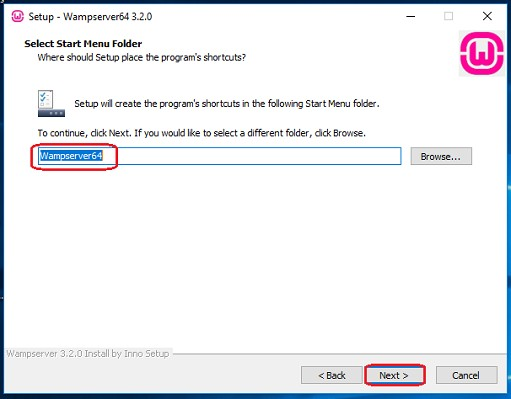 Setup - Wampserver64 3.2.0
Select Start Menu Folder
Where should Setup place the program's shortcuts?
Setup will create the program's shortcuts in the following Start Menu folder.
To continue, click Next. If you would like to select a different folder, click Browse.
Wampserver64
Browse...
Wampserver 3.2.0 Install by Inno Setup
< Back
Next >
Cancel